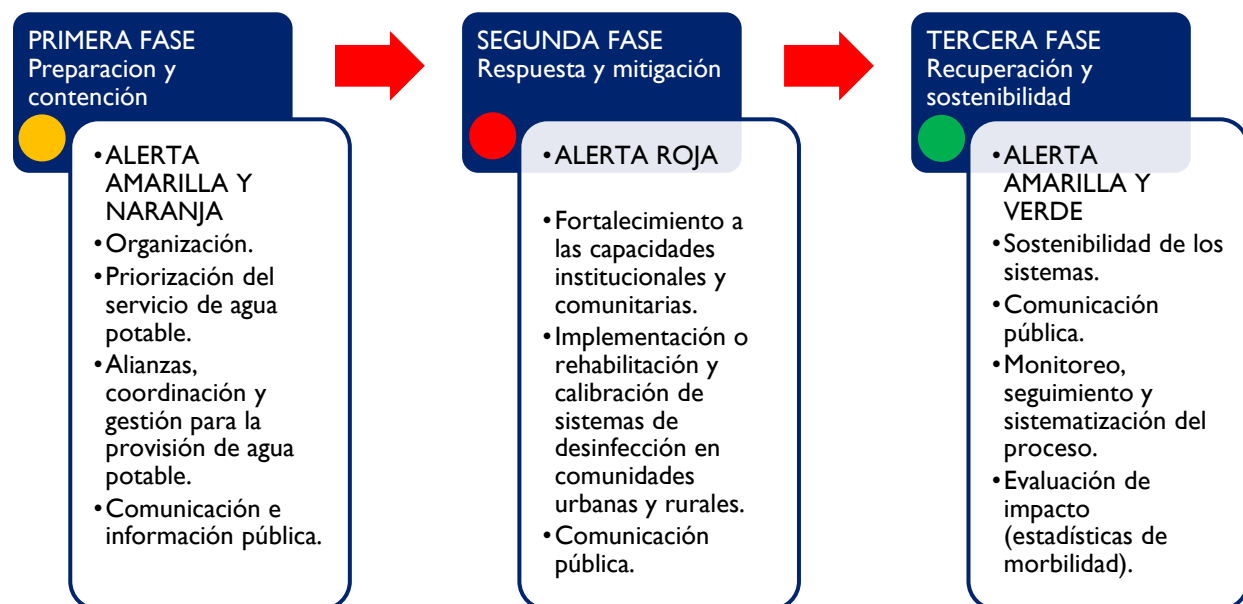 PRIMERA FASE
Preparacion y
contención
•ALERTA
AMARILLA Y
NARANJA
•Organización.
•Priorización del
servicio de agua
potable.
•Alianzas,
coordinación y
gestión para la
provisión de agua
potable.
•Comunicación e
información pública.
SEGUNDA FASE
Respuesta y mitigación
•ALERTA ROJA
•Fortalecimiento a
las capacidades
institucionales y
comunitarias.
•Implementación o
rehabilitación y
calibración de
sistemas de
desinfección en
comunidades
urbanas y rurales.
•Comunicación
pública.
TERCERA FASE
Recuperación y
sostenibilidad
•ALERTA
AMARILLA Y
VERDE
•Sostenibilidad de los
sistemas.
•Comunicación
pública.
•Monitoreo,
seguimiento y
sistematización del
proceso.
•Evaluación de
impacto
(estadísticas de
morbilidad).